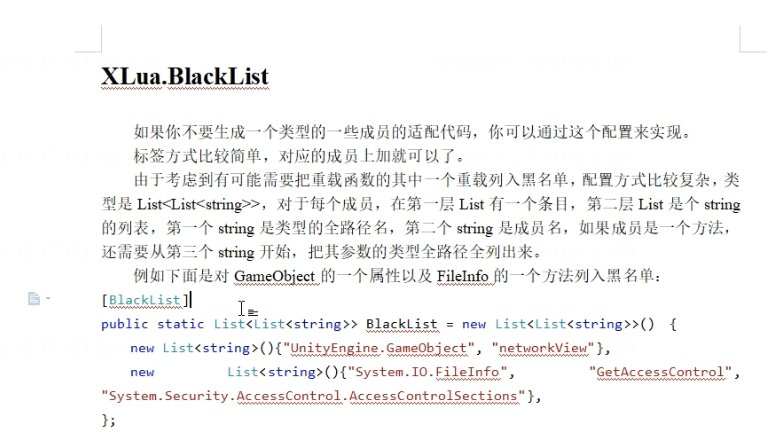 XLua.BlackList
如果你不要生成一个类型的一些成员的适配代码，你可以通过这个配置来实现。
标签方式比较简单，对应的成员上加就可以了。
由于考虑到有可能需要把重载函数的其中一个重载列入黑名单，配置方式比较复杂，类
型是 List<List<string>>，对于每个成员，在第一层 List 有一个条目，第二层 List 是个 string
的列表，第一个 string 是类型的全路径名，第二个 string 是成员名，如果成员是一个方法，
还需要从第三个 string 开始，把其参数的类型全路径全列出来。
例如下面是对 GameObject 的一个属性以及 FileInfo 的一个方法列入黑名单：
[BlackList]
public static List<List<string>> BlackList = new List<List<string>>() {
new List<string>(){"UnityEngine.GameObject", "networkView"},
new List<string>(){"System.IO.FileInfo", "GetAccessControl",
"System.Security.AccessControl.AccessControlSections"},
};